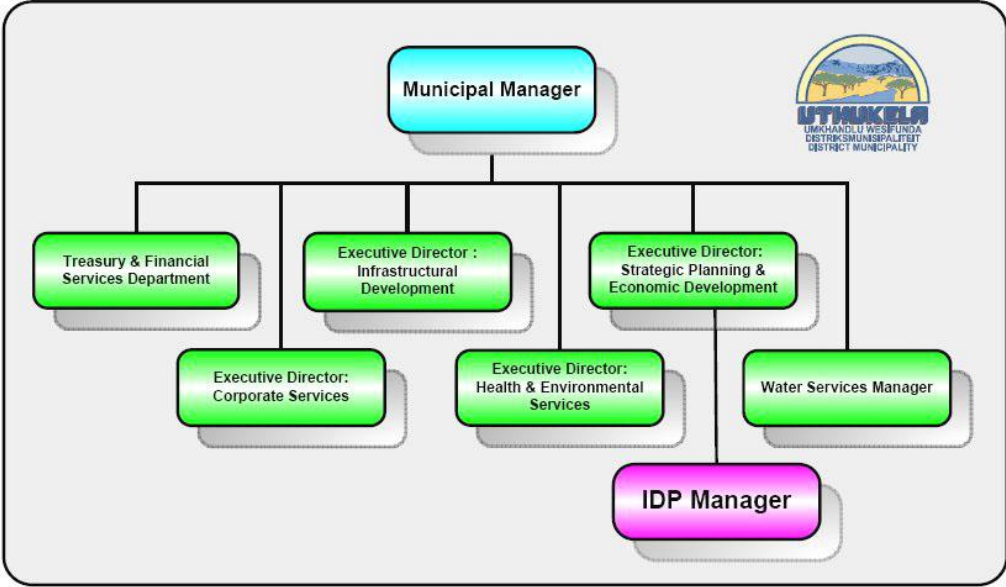 Municipal Manager
UTHUKELA
UMKHANDLU WESIFUNDA
DISTRIKSMUNISIPALITEIT
DISTRICT MUNICIPALITY
Treasury & Financial
Services Department
Executive Director :
Infrastructural
Development
Executive Director:
Strategic Planning &
Economic Development
Executive Director:
Corporate Services
Executive Director:
Health & Environmental
Services
Water Services Manager
IDP Manager